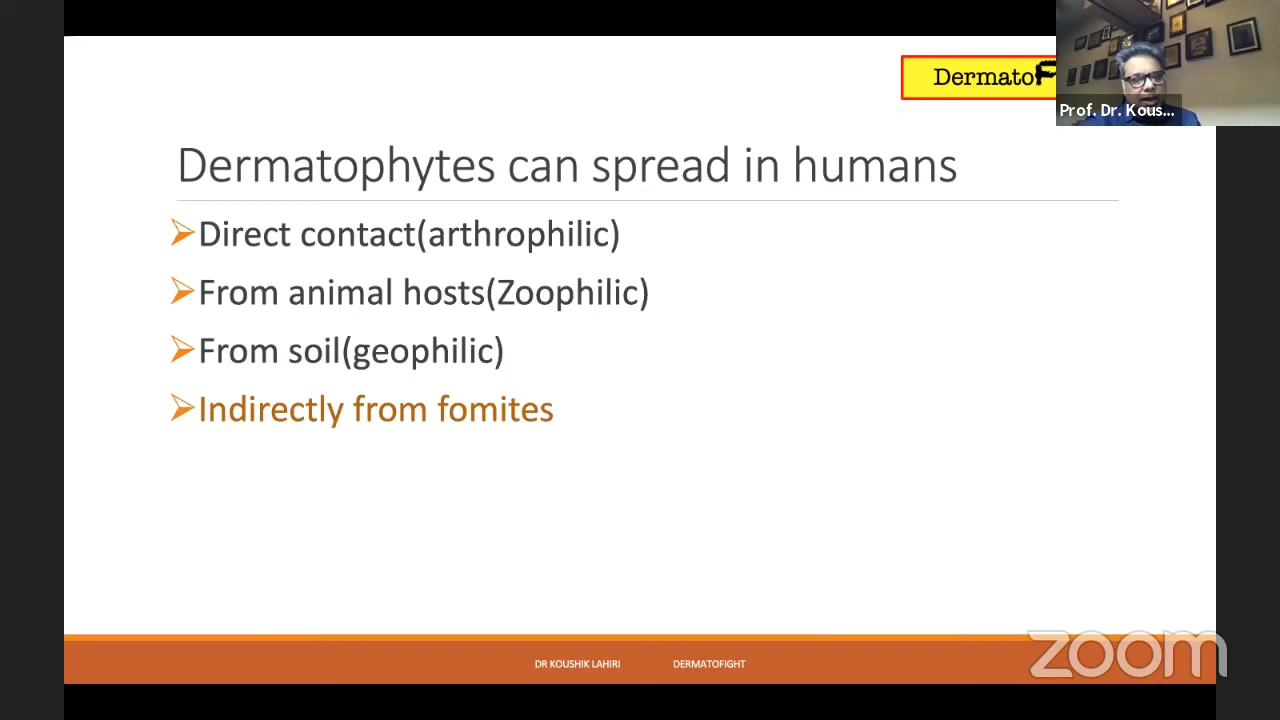 DermatoF
Prof. Dr. Kous...
Dermatophytes can spread in humans
Direct contact(arthrophilic)
From animal hosts(Zoophilic)
From soil(geophilic)
Indirectly from fomites
DR KOUSHIK LAHIRI DERMATOFIGHT
zoom